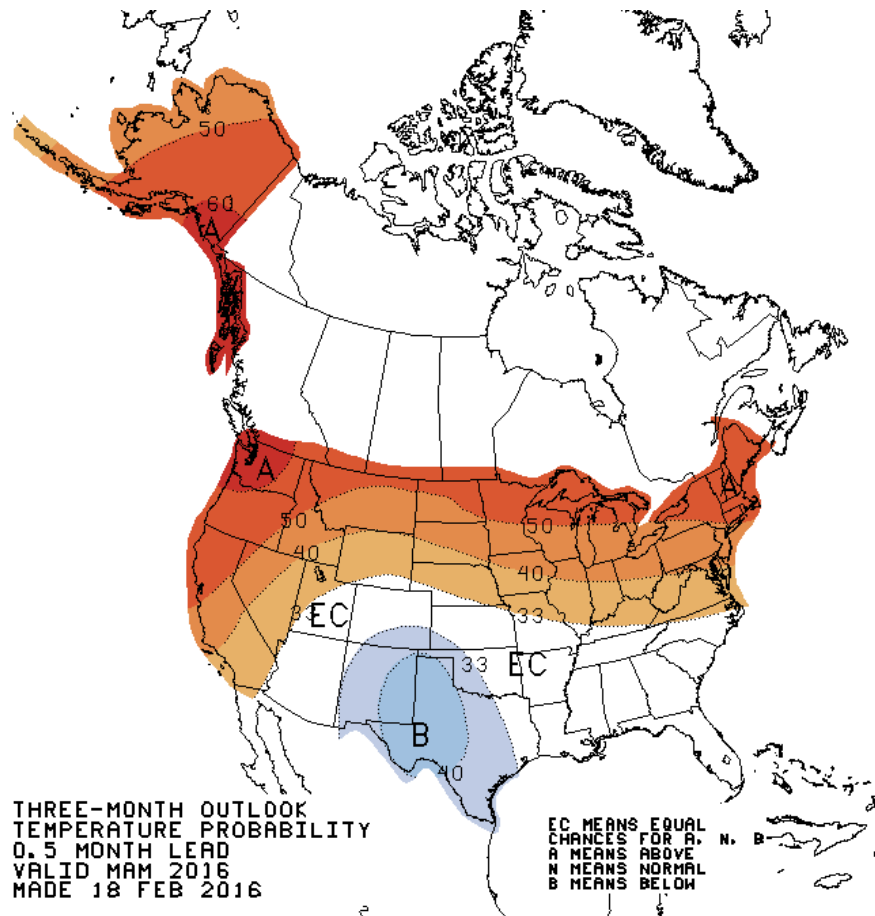 50
60
A
A
A
50
50
40
40
33
EC
33
33
EC
B
40
THREE-MONTH OUTLOOK
TEMPERATURE PROBABILITY
0.5 MONTH LEAD
VALID MAM 2016
MADE 18 FEB 2016
EC MEANS EQUAL
CHANCES FOR A, N, B
A MEANS ABOVE
N MEANS NORMAL
B MEANS BELOW